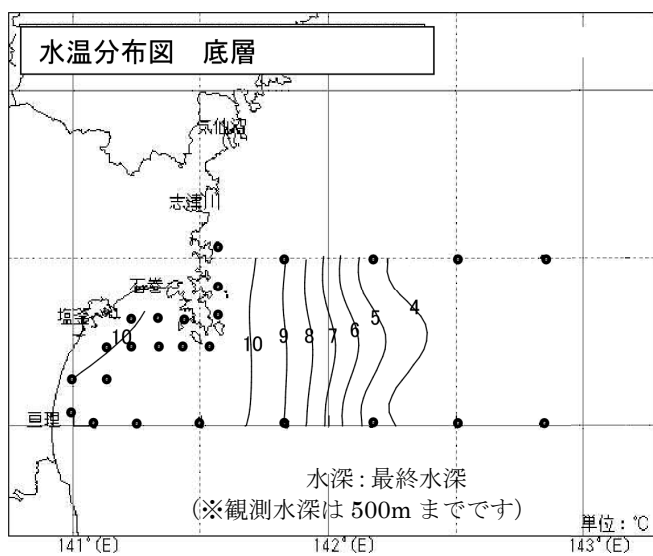 水温分布図 底層
気仙沼
志津川
石巻
塩釜
10
10
9
8
7
6
5
4
亘理
水深:最終水深
(※観測水深は 500m までです)
単位:℃
141°(E)
142°(E)
143°(E)